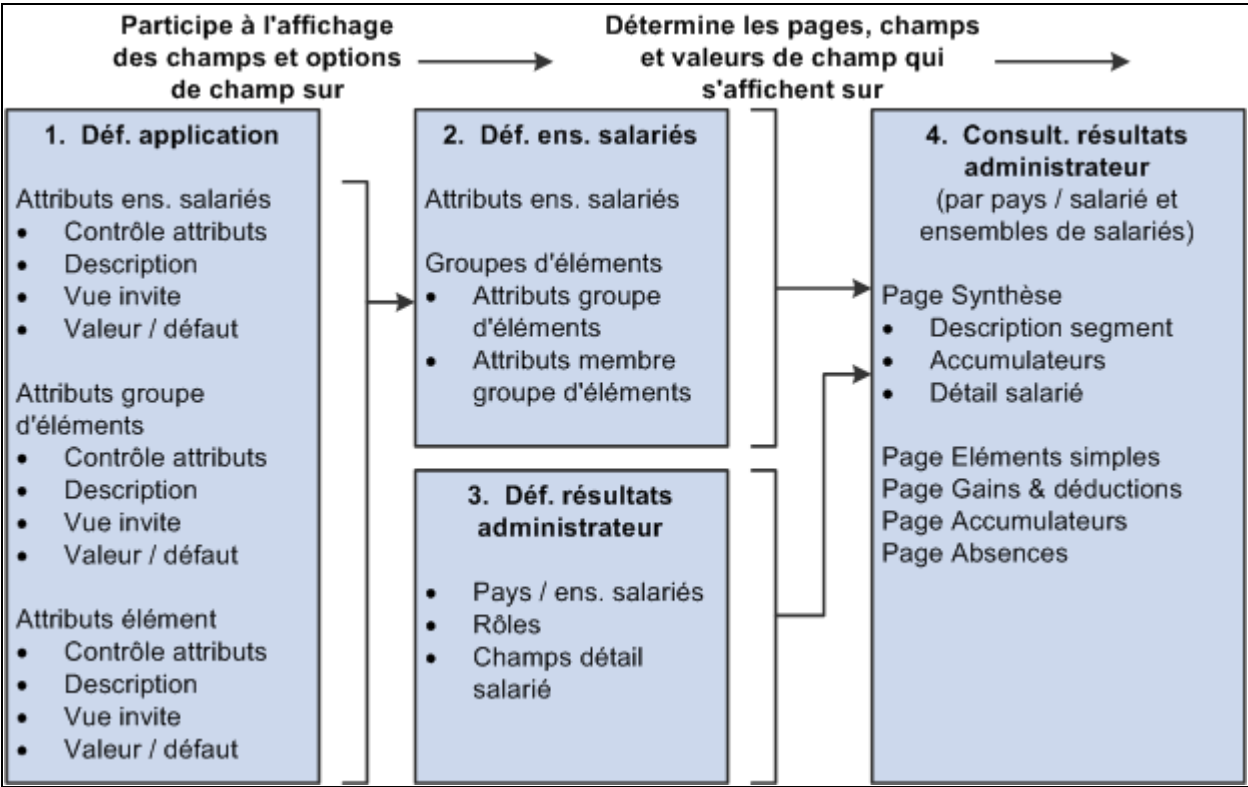 Participe à l'affichage
des champs et options
de champ sur
Détermine les pages, champs
et valeurs de champ qui
s'affichent sur
1. Déf. application
Attributs ens. salariés
• Contrôle attributs
• Description
• Vue invite
• Valeur / défaut
Attributs groupe
d'éléments
• Contrôle attributs
• Description
• Vue invite
• Valeur / défaut
Attributs élément
• Contrôle attributs
• Description
• Vue invite
• Valeur / défaut
2. Déf. ens. salariés
Attributs ens. salariés
Groupes d'éléments
• Attributs groupe
d'éléments
• Attributs membre
groupe d'éléments
3. Déf. résultats
administrateur
• Pays / ens. salariés
• Rôles
• Champs détail
salarié
4. Consult. résultats
administrateur
(par pays / salarié et
ensembles de salariés)
Page Synthèse
• Description segment
• Accumulateurs
• Détail salarié
Page Eléments simples
Page Gains & déductions
Page Accumulateurs
Page Absences